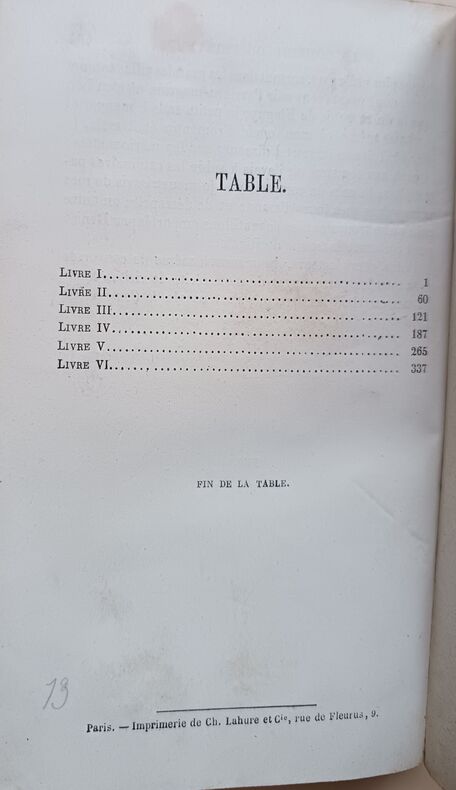 TABLE.
LIVRE I.................................................. 1
LIVRE II................................................. 60
LIVRE III................................................ 121
LIVRE IV................................................. 187
LIVRE V.................................................. 265
LIVRE VI................................................. 337
FIN DE LA TABLE.
13
Paris. — Imprimerie de Ch. Lahure et Cie, rue de Fleurus, 9.